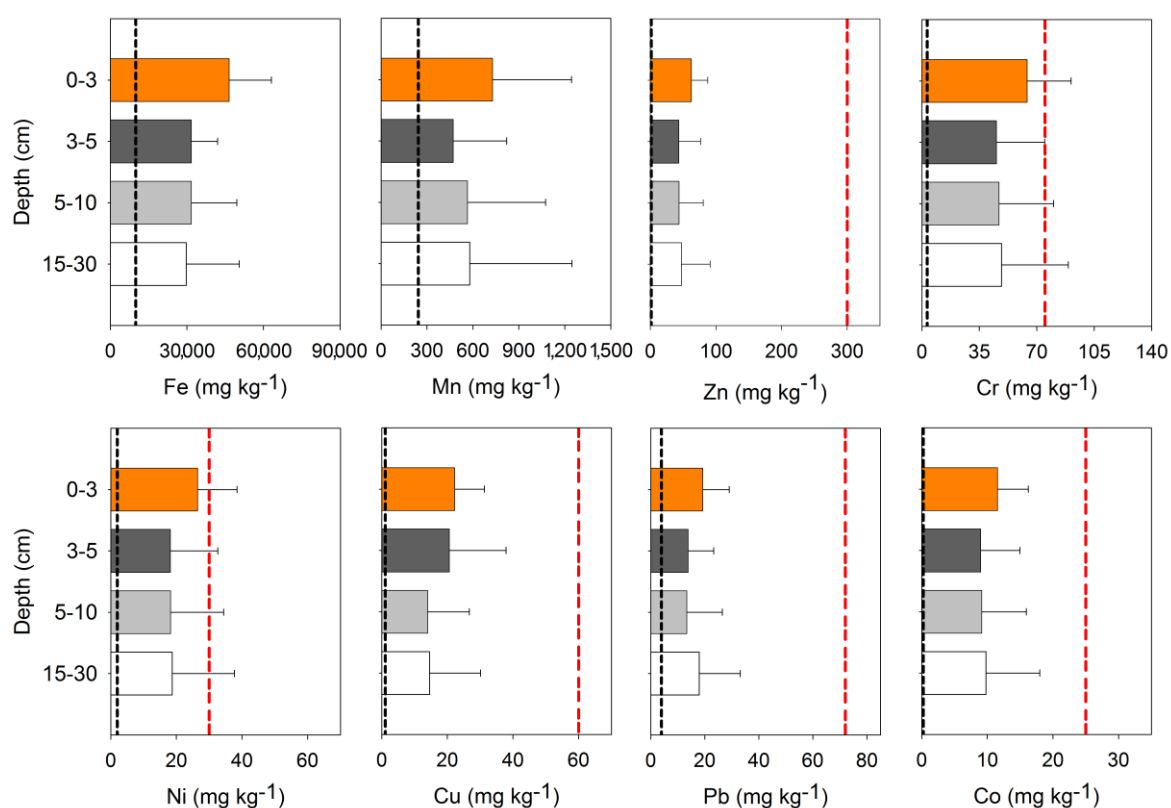 Depth (cm)
0-3
3-5
5-10
15-30
0 30,000 60,000 90,000
Fe (mg kg-1)
0 300 600 900 1,200 1,500
Mn (mg kg-1)
0 100 200 300
Zn (mg kg-1)
0 35 70 105 140
Cr (mg kg-1)
Depth (cm)
0-3
3-5
5-10
15-30
0 20 40 60
Ni (mg kg-1)
0 20 40 60
Cu (mg kg-1)
0 20 40 60 80
Pb (mg kg-1)
0 10 20 30
Co (mg kg-1)